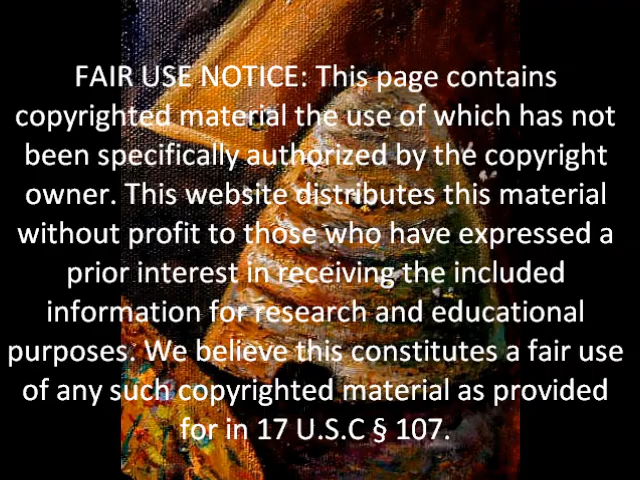 FAIR USE NOTICE: This page contains
copyrighted material the use of which has not
been specifically authorized by the copyright
owner. This website distributes this material
without profit to those who have expressed a
prior interest in receiving the included
information for research and educational
purposes. We believe this constitutes a fair use
of any such copyrighted material as provided
for in 17 U.S.C § 107.